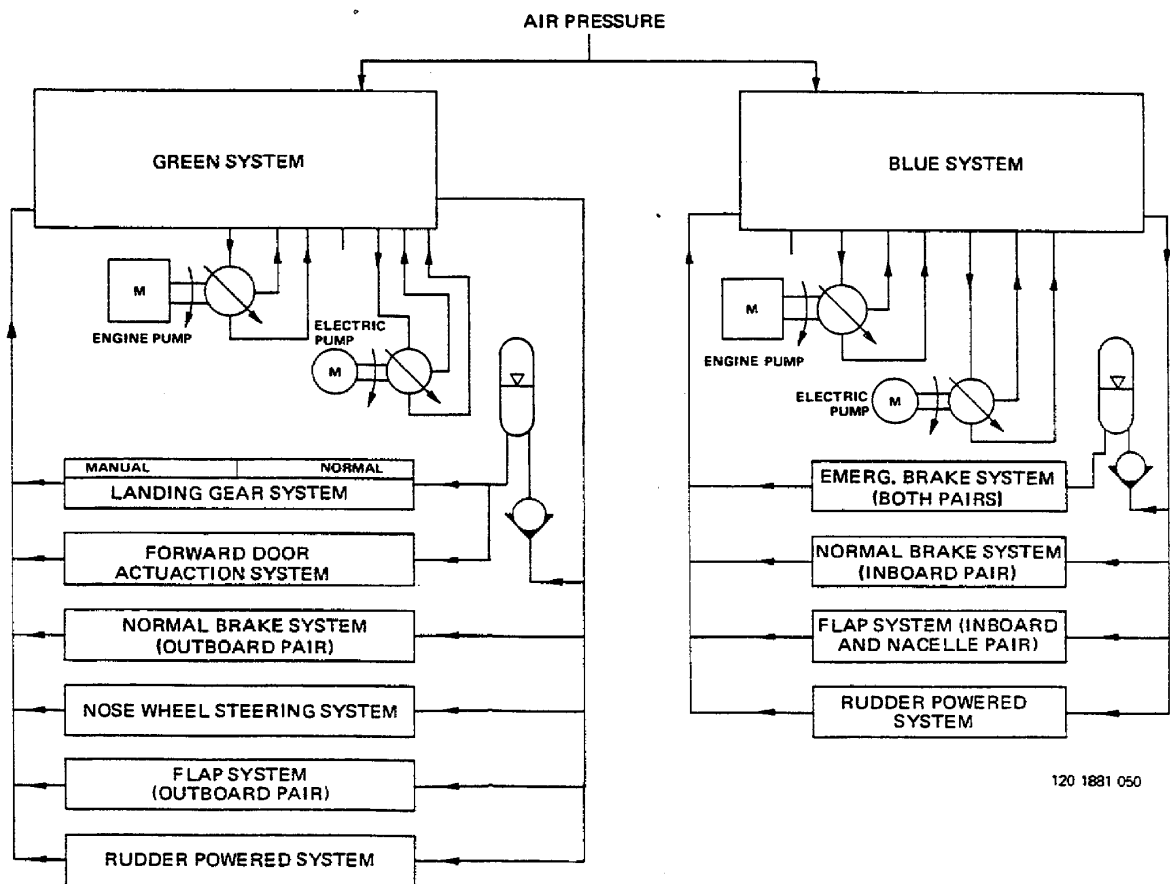 AIR PRESSURE
GREEN SYSTEM
M
ENGINE PUMP
ELECTRIC
PUMP
M
MANUAL NORMAL
LANDING GEAR SYSTEM
FORWARD DOOR
ACTUACTION SYSTEM
NORMAL BRAKE SYSTEM
(OUTBOARD PAIR)
NOSE WHEEL STEERING SYSTEM
FLAP SYSTEM
(OUTBOARD PAIR)
RUDDER POWERED SYSTEM
BLUE SYSTEM
M
ENGINE PUMP
ELECTRIC
PUMP
M
EMERG. BRAKE SYSTEM
(BOTH PAIRS)
NORMAL BRAKE SYSTEM
(INBOARD PAIR)
FLAP SYSTEM (INBOARD
AND NACELLE PAIR)
RUDDER POWERED
SYSTEM
120 1881 050